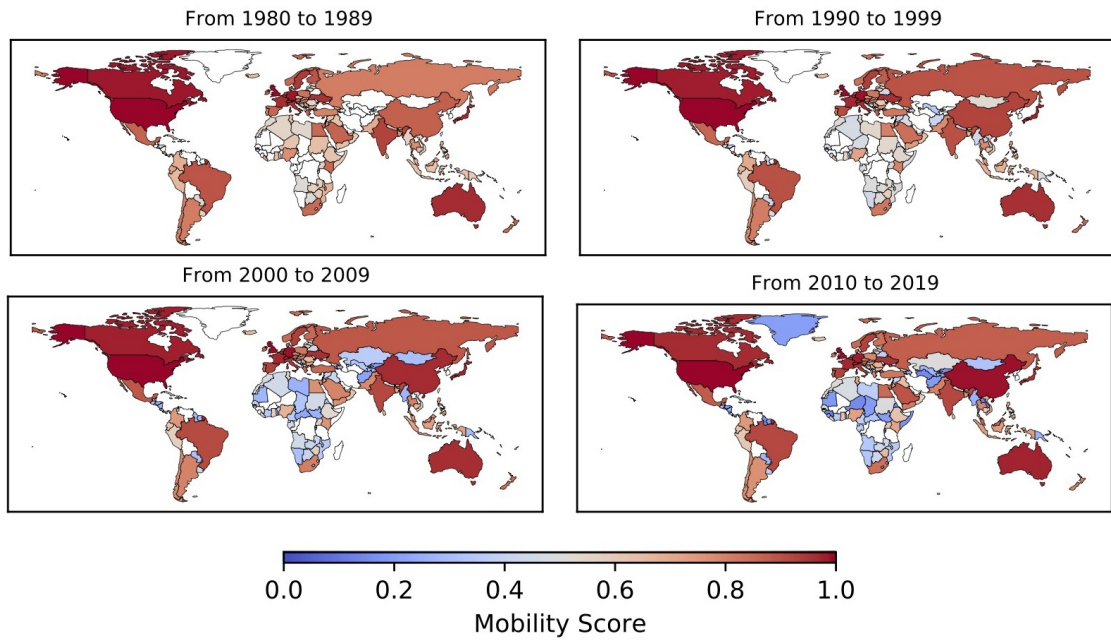 From 1980 to 1989
From 1990 to 1999
From 2000 to 2009
From 2010 to 2019
0.0 0.2 0.4 0.6 0.8 1.0
Mobility Score